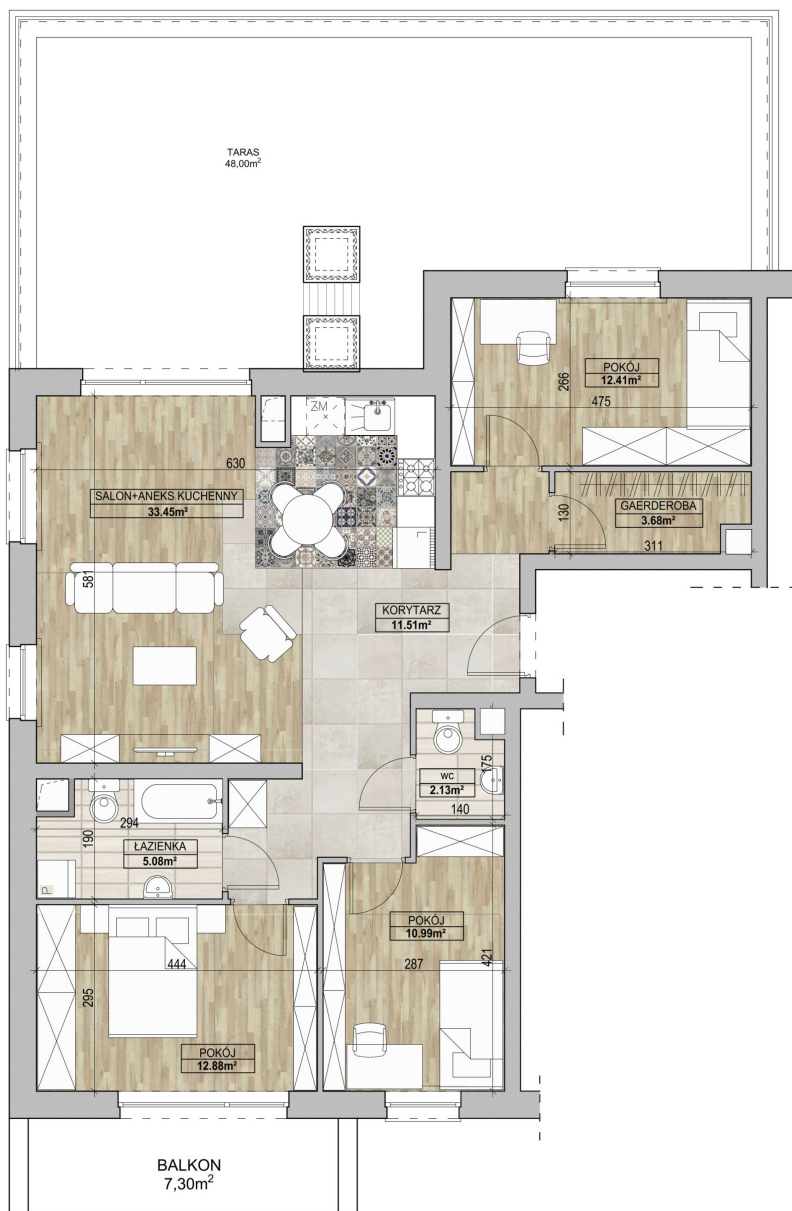 TARAS
48,00m²
ZM
POKÓJ
12.41m²
266
475
630
SALON+ANEKS KUCHENNY
33.45m²
GAERDEROBA
3.68m²
130
311
L
581
KORYTARZ
11.51m²
WC
2.13m²
175
140
294
190
ŁAZIENKA
5.08m²
P
POKÓJ
10.99m²
444
287
421
295
POKÓJ
12.88m²
BALKON
7,30m²